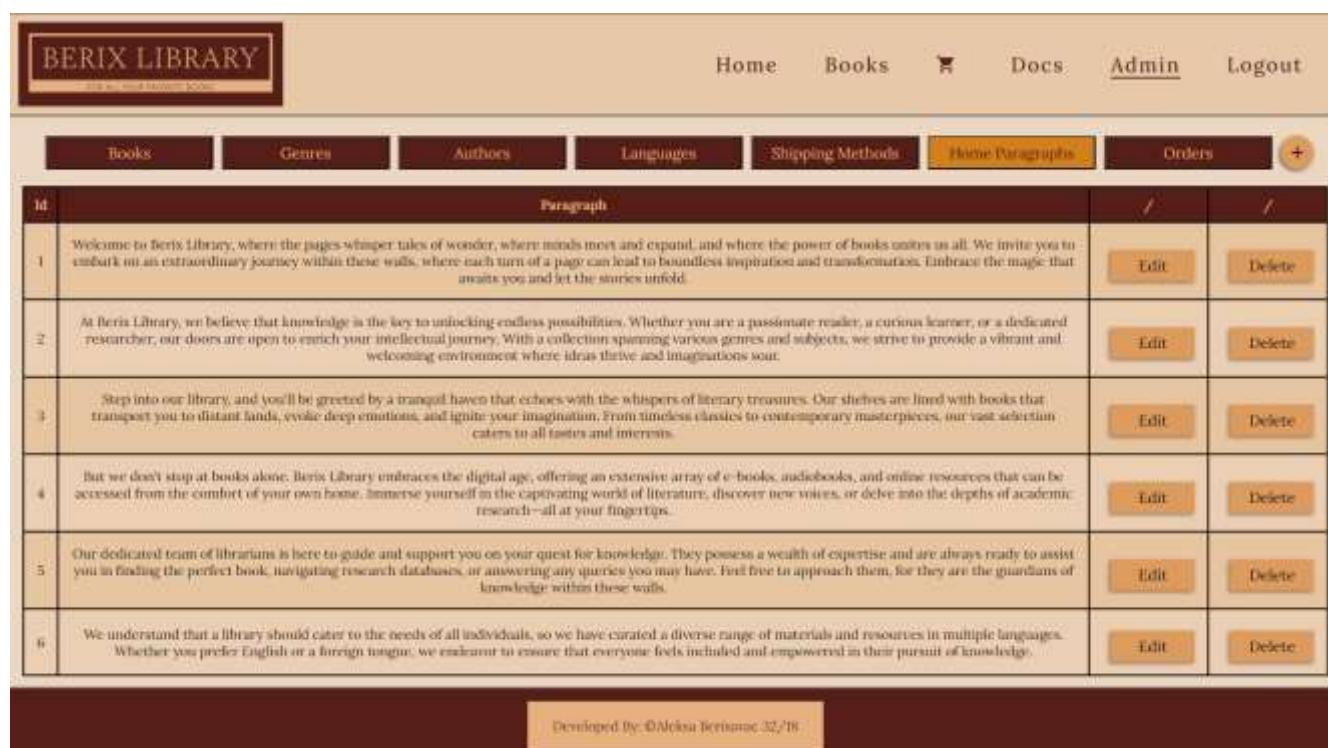 BERIX LIBRARY
FOR ALL YOUR FAVORITE BOOKS
Home Books Docs Admin Logout
Books Genres Authors Languages Shipping Methods Home Paragraphs Orders +
Id Paragraph / /
Welcome to Berix Library, where the pages whisper tales of wonder, where minds meet and expand, and where the power of books unites us all. We invite you to
1 embark on an extraordinary journey within these walls, where each turn of a page can lead to boundless inspiration and transformation. Embrace the magic that Edit Delete
awaits you and let the stories unfold.
At Berix Library, we believe that knowledge is the key to unlocking endless possibilities. Whether you are a passionate reader, a curious learner, or a dedicated
2 researcher, our doors are open to enrich your intellectual journey. With a collection spanning various genres and subjects, we strive to provide a vibrant and Edit Delete
welcoming environment where ideas thrive and imaginations soar.
Step into our library, and you'll be greeted by a tranquil haven that echoes with the whispers of literary treasures. Our shelves are lined with books that
3 transport you to distant lands, evoke deep emotions, and ignite your imagination. From timeless classics to contemporary masterpieces, our vast selection Edit Delete
caters to all tastes and interests.
But we don't stop at books alone. Berix Library embraces the digital age, offering an extensive array of e-books, audiobooks, and online resources that can be
4 accessed from the comfort of your own home. Immerse yourself in the captivating world of literature, discover new voices, or delve into the depths of academic Edit Delete
research—all at your fingertips.
Our dedicated team of librarians is here to guide and support you on your quest for knowledge. They possess a wealth of expertise and are always ready to assist
5 you in finding the perfect book, navigating research databases, or answering any queries you may have. Feel free to approach them, for they are the guardians of Edit Delete
knowledge within these walls.
We understand that a library should cater to the needs of all individuals, so we have curated a diverse range of materials and resources in multiple languages.
6 Whether you prefer English or a foreign tongue, we endeavor to ensure that everyone feels included and empowered in their pursuit of knowledge. Edit Delete
Developed By: ©Aleksa 32/18